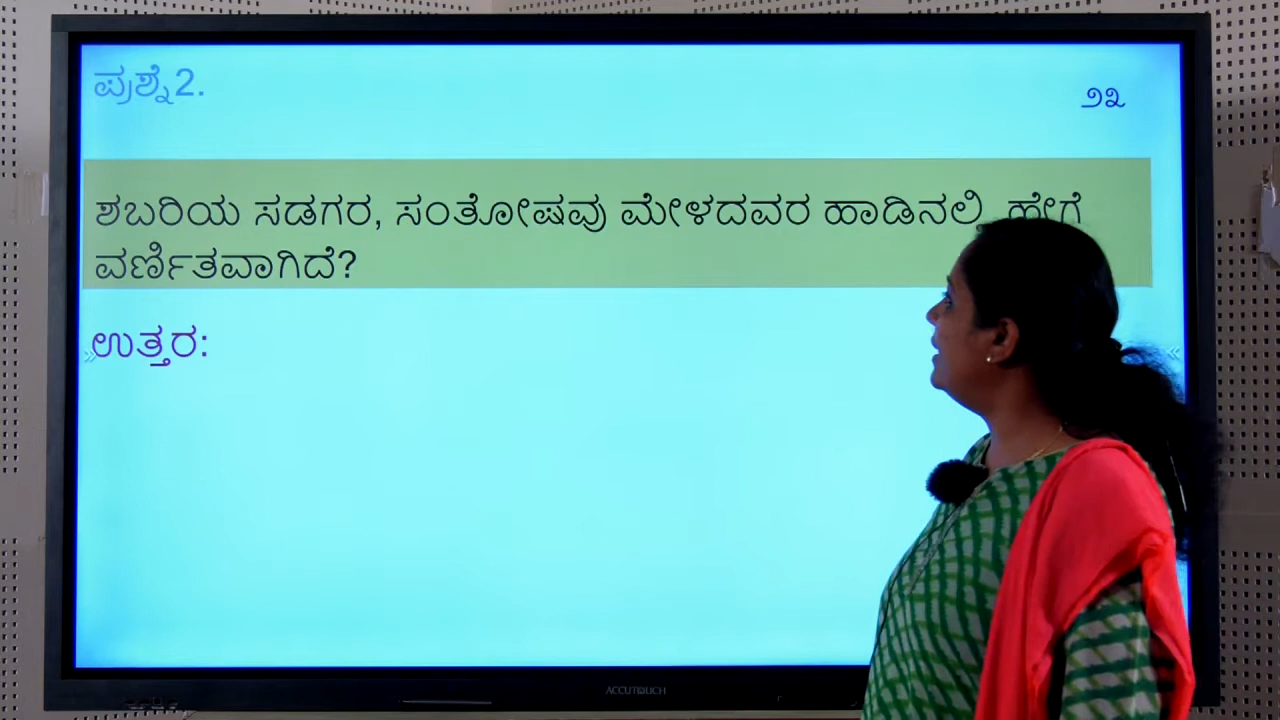 ಪ್ರಶ್ನೆ 2.
೨೩
ಶಬರಿಯ ಸಡಗರ, ಸಂತೋಷವು ಮೇಳದವರ ಹಾಡಿನಲ್ಲಿ ಹೇಗೆ
ವರ್ಣಿತವಾಗಿದೆ?
ಉತ್ತರ:
ACCUTOUCH